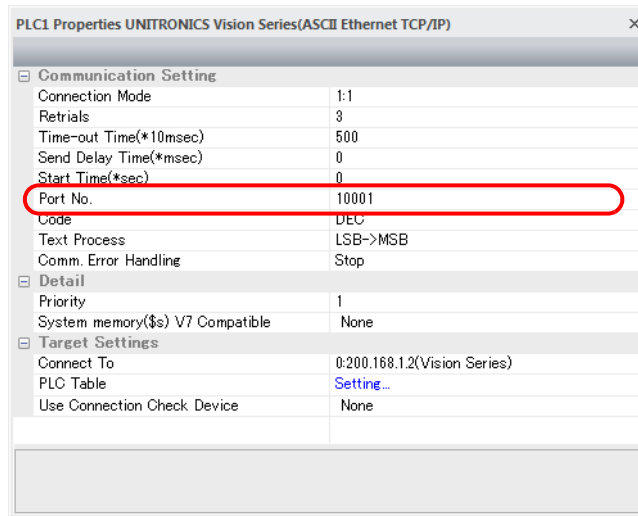 PLC1 Properties UNITRONICS Vision Series(ASCII Ethernet TCP/IP)
Communication Setting
Connection Mode 1:1
Retrials 3
Time-out Time(*10msec) 500
Send Delay Time(*msec) 0
Start Time(*sec) 0
Port No. 10001
Code DEC
Text Process LSB->MSB
Comm. Error Handling Stop
Detail
Priority 1
System memory($s) V7 Compatible None
Target Settings
Connect To 0:200.168.1.2(Vision Series)
PLC Table Setting...
Use Connection Check Device None